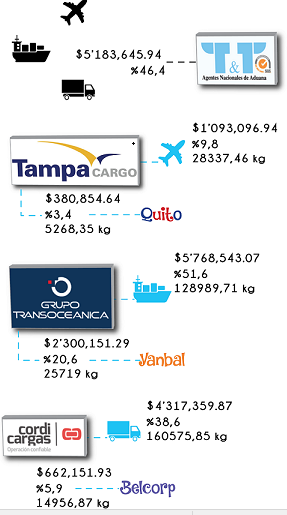 $5'183,645.94
%46,4
T&T
Agentes Nacionales de Aduana
$1'093,096.94
%9,8
28337,46 kg
Tampa CARGO
$380,854.64
%3,4
5268,35 kg
Quito
$5'768,543.07
%51,6
128989,71 kg
GRUPO
TRANSOCEANICA
$2'300,151.29
%20,6
25719 kg
Yanbal
$4'317,359.87
%38,6
160575,85 kg
cordi
cargas
Operación confiable
$662,151.93
%5,9
14956,87 kg
Belcorp